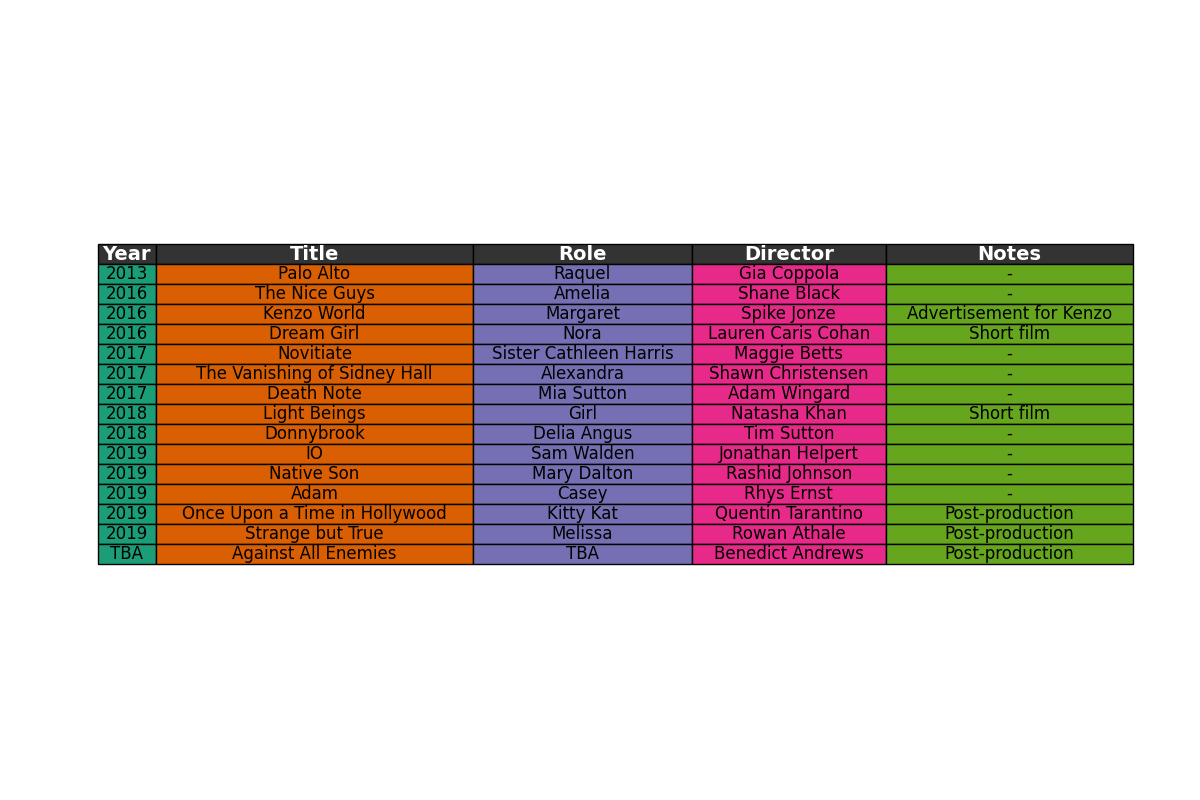 Year Title Role Director Notes
2013 Palo Alto Raquel Gia Coppola -
2016 The Nice Guys Amelia Shane Black -
2016 Kenzo World Margaret Spike Jonze Advertisement for Kenzo
2016 Dream Girl Nora Lauren Caris Cohan Short film
2017 Novitiate Sister Cathleen Harris Maggie Betts -
2017 The Vanishing of Sidney Hall Alexandra Shawn Christensen -
2017 Death Note Mia Sutton Adam Wingard -
2018 Light Beings Girl Natasha Khan Short film
2018 Donnybrook Delia Angus Tim Sutton -
2019 IO Sam Walden Jonathan Helpert -
2019 Native Son Mary Dalton Rashid Johnson -
2019 Adam Casey Rhys Ernst -
2019 Once Upon a Time in Hollywood Kitty Kat Quentin Tarantino Post-production
2019 Strange but True Melissa Rowan Athale Post-production
TBA Against All Enemies TBA Benedict Andrews Post-production